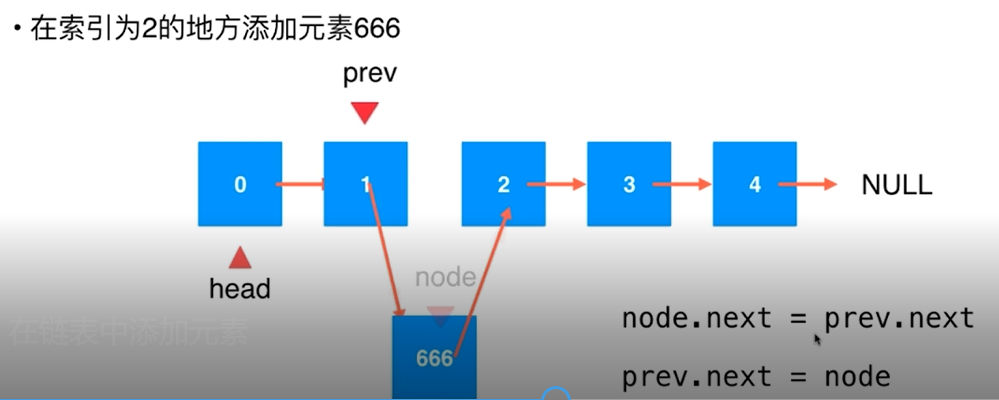 • 在索引为2的地方添加元素666
prev
0 1 2 3 4 NULL
head
node
在链表中添加元素
666
node.next = prev.next
prev.next = node